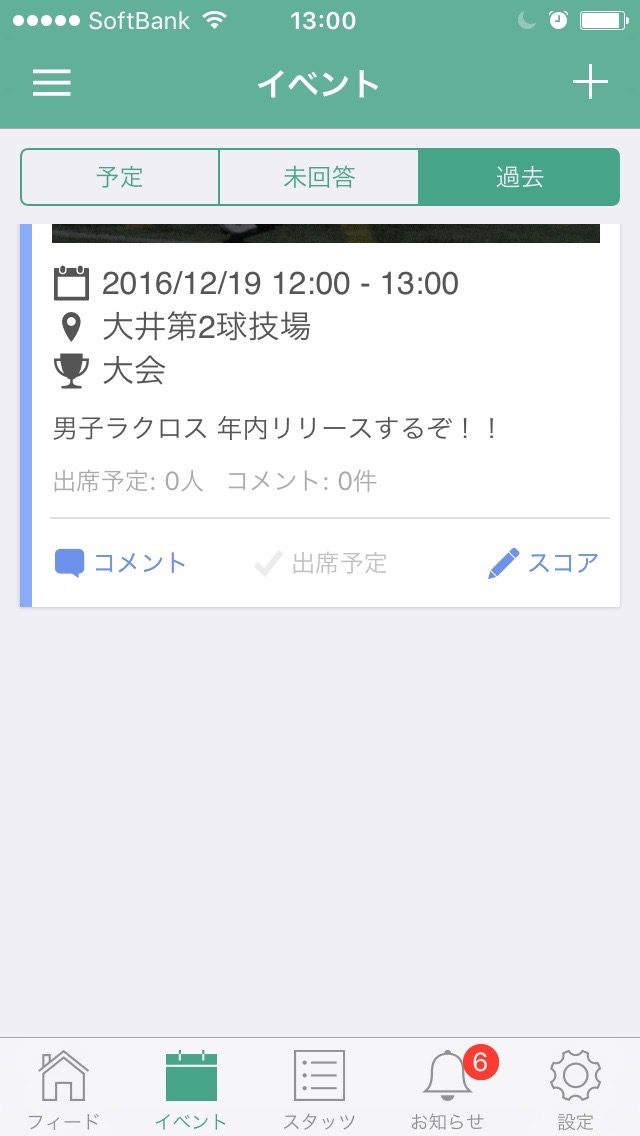 SoftBank 13:00
イベント
予定 未回答 過去
2016/12/19 12:00 - 13:00
大井第2球技場
大会
男子ラクロス 年内リリースするぞ！！
出席予定: 0人 コメント: 0件
コメント 出席予定 スコア
6
フィード イベント スタッツ お知らせ 設定